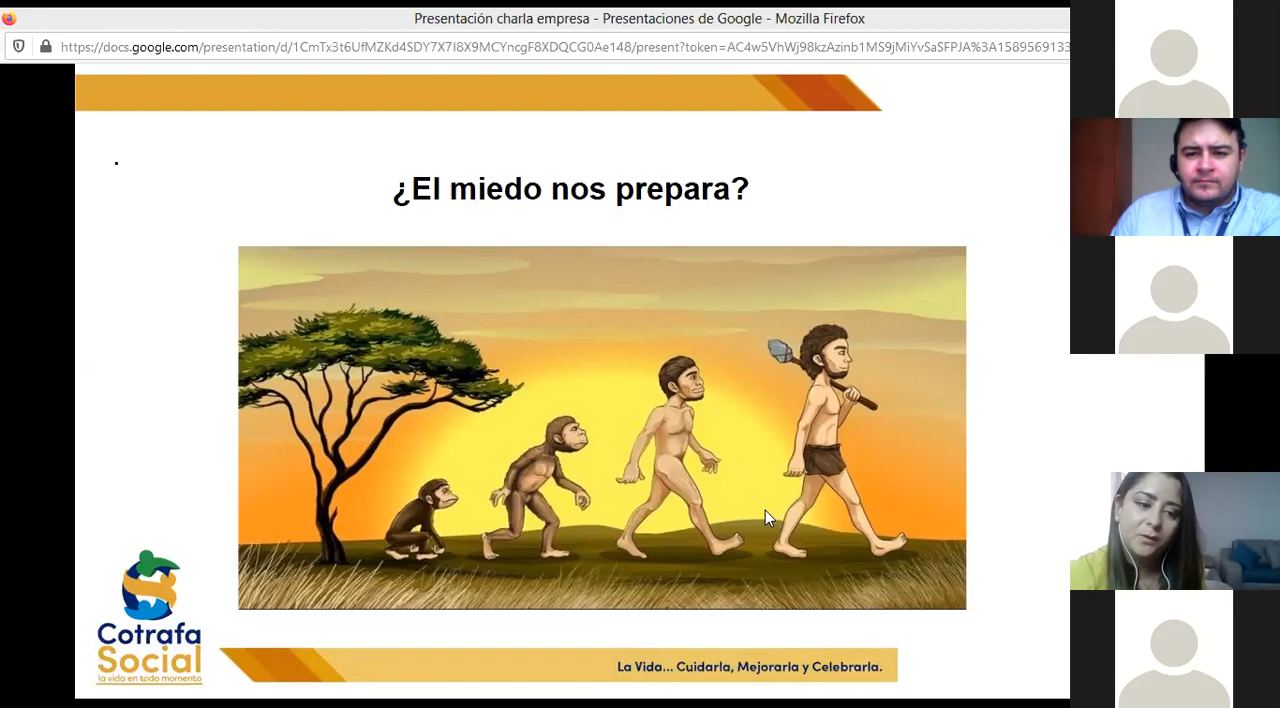 Presentación charla empresa - Presentaciones de Google - Mozilla Firefox
https://docs.google.com/presentation/d/1CmTx3t6UfMZKd4SDY7X7I8X9MCYncgF8XDQCG0Ae148/present?token=AC4w5VhWj98kzAzinb1MS9jMiYvSaSFPJA%3A1589569133
.
¿El miedo nos prepara?
Cotrafa
Social
la vida en todo momento
La Vida... Cuidarla, Mejorarla y Celebrarla.